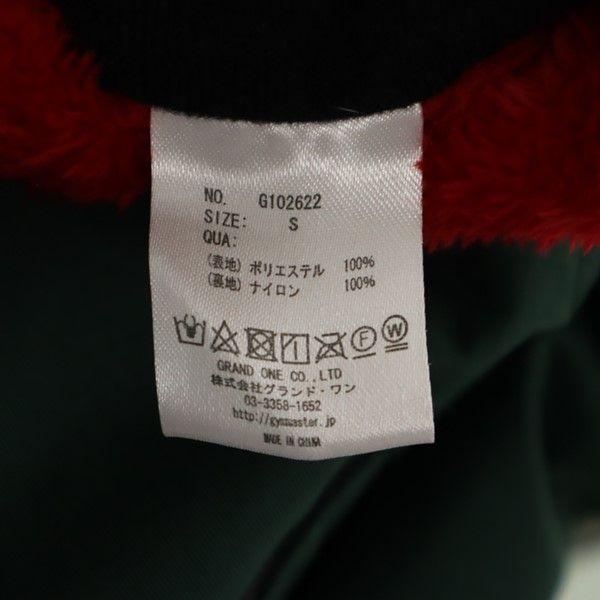 NO. G102622
SIZE: S
QUA:
(表地) ポリエステル 100%
(裏地) ナイロン 100%
F W
GRAND ONE CO.,LTD
株式会社グランド・ワン
03-3358-1652
http://gymmaster.jp
MADE IN CHINA